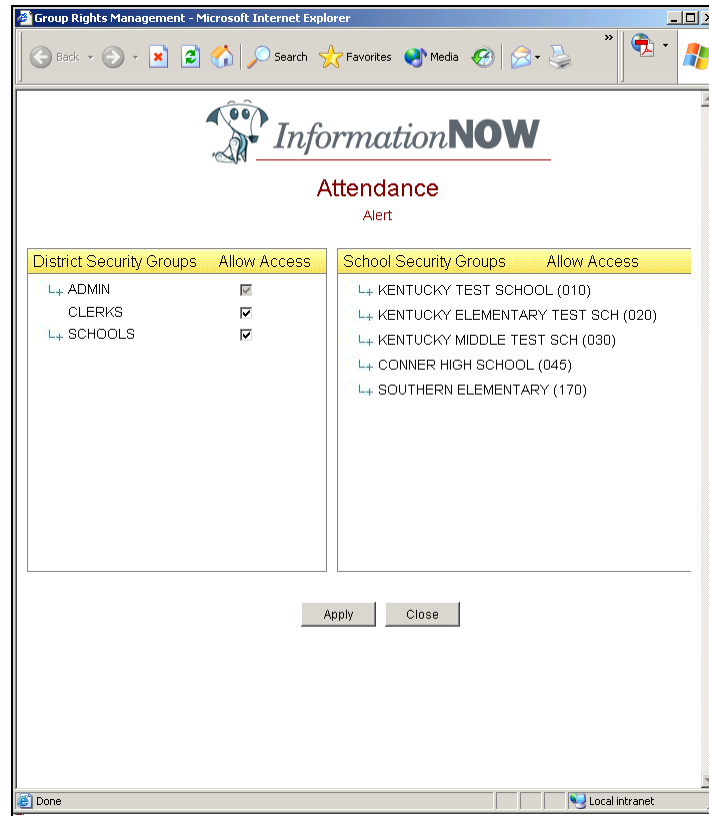 Group Rights Management - Microsoft Internet Explorer
Back Search Favorites Media »
InformationNOW
Attendance
Alert
District Security Groups Allow Access
ADMIN
CLERKS
SCHOOLS
School Security Groups Allow Access
KENTUCKY TEST SCHOOL (010)
KENTUCKY ELEMENTARY TEST SCH (020)
KENTUCKY MIDDLE TEST SCH (030)
CONNER HIGH SCHOOL (045)
SOUTHERN ELEMENTARY (170)
Apply Close
Done Local intranet